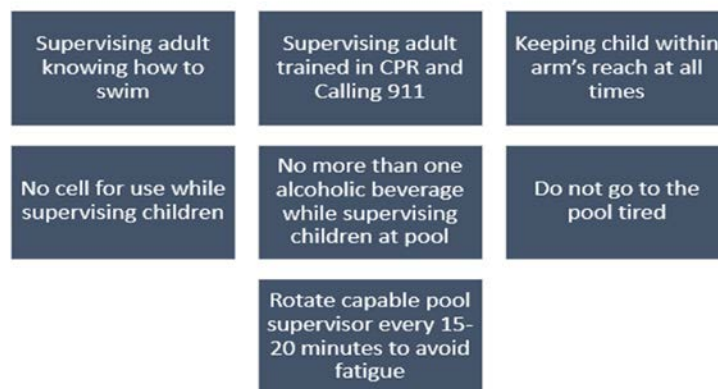 Supervising adult
knowing how to
swim
Supervising adult
trained in CPR and
Calling 911
Keeping child within
arm's reach at all
times
No cell for use while
supervising children
No more than one
alcoholic beverage
while supervising
children at pool
Do not go to the
pool tired
Rotate capable pool
supervisor every 15-
20 minutes to avoid
fatigue